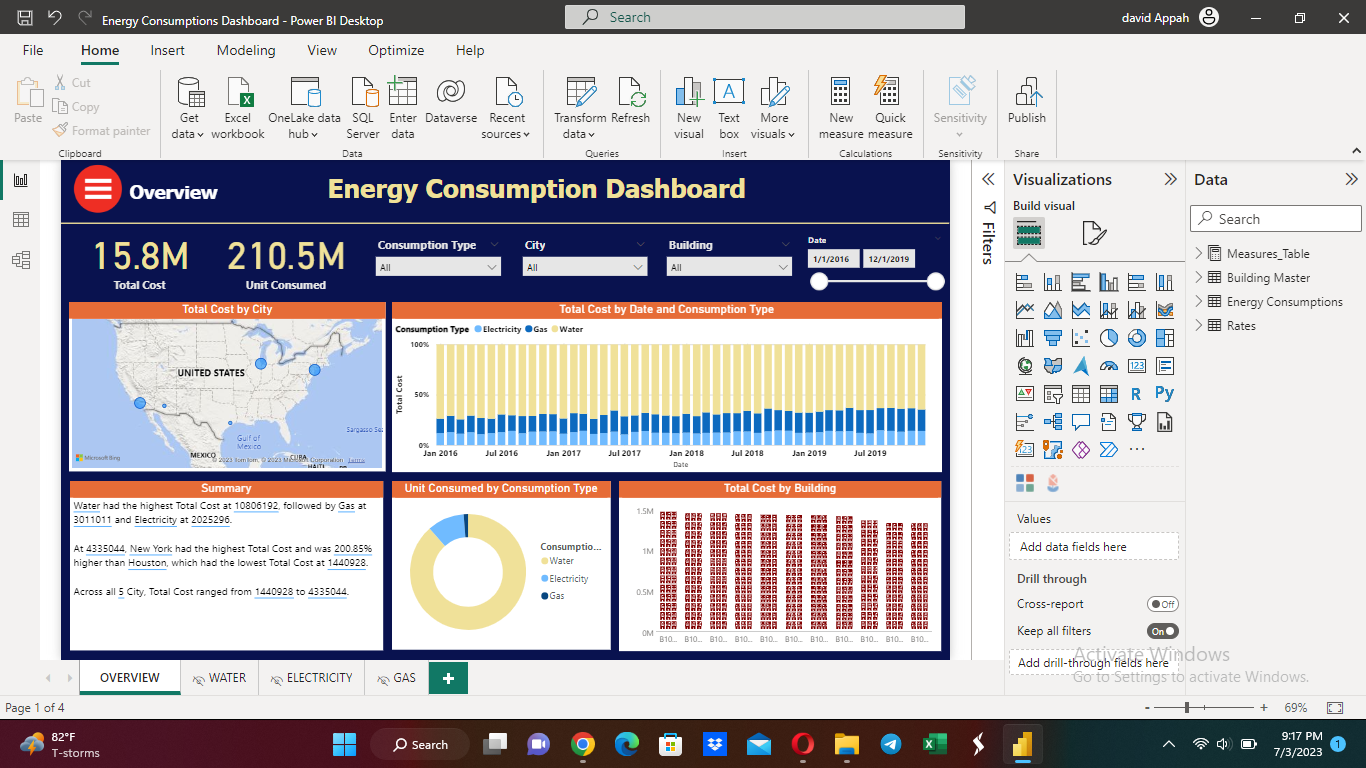 Energy Consumptions Dashboard - Power BI Desktop
Search
david Appah
File Home Insert Modeling View Optimize Help
Paste
Cut
Copy
Format painter
Clipboard
Get data
Excel workbook
OneLake data hub
SQL Server
Enter data
Dataverse
Recent sources
Data
Transform data
Refresh
Queries
New visual
Text box
More visuals
Insert
New measure
Quick measure
Calculations
Sensitivity
Sensitivity
Publish
Share
Overview
Energy Consumption Dashboard
15.8M
Total Cost
210.5M
Unit Consumed
Consumption Type
All
City
All
Building
All
Date
1/1/2016 12/1/2019
Total Cost by City
UNITED STATES
Gulf of
Mexico
Sargasso Sea
MEXICO
CUBA
HAITI
Microsoft Bing
© 2023 TomTom, © 2023 Microsoft Corporation, Terms
Total Cost by Date and Consumption Type
Consumption Type Electricity Gas Water
100%
50%
0%
Total Cost
Jan 2016 Jul 2016 Jan 2017 Jul 2017 Jan 2018 Jul 2018 Jan 2019 Jul 2019
Date
Summary
Water had the highest Total Cost at 10806192, followed by Gas at
3011011 and Electricity at 2025296.
At 4335044, New York had the highest Total Cost and was 200.85%
higher than Houston, which had the lowest Total Cost at 1440928.
Across all 5 City, Total Cost ranged from 1440928 to 4335044.
Unit Consumed by Consumption Type
Consumptio...
Water
Electricity
Gas
Total Cost by Building
1.5M
1M
0.5M
0M
B10... B10... B10... B10... B10... B10... B10... B10... B10... B10... B10...
Filters
Visualizations
Build visual
123
R
Py
123
Values
Add data fields here
Drill through
Cross-report
Off
Keep all filters
On
Add drill-through fields here
Data
Search
Measures_Table
Building Master
Energy Consumptions
Rates
Activate Windows
Go to Settings to activate Windows.
OVERVIEW WATER ELECTRICITY GAS
Page 1 of 4
69%
82°F
T-storms
Search
9:17 PM
7/3/2023
1